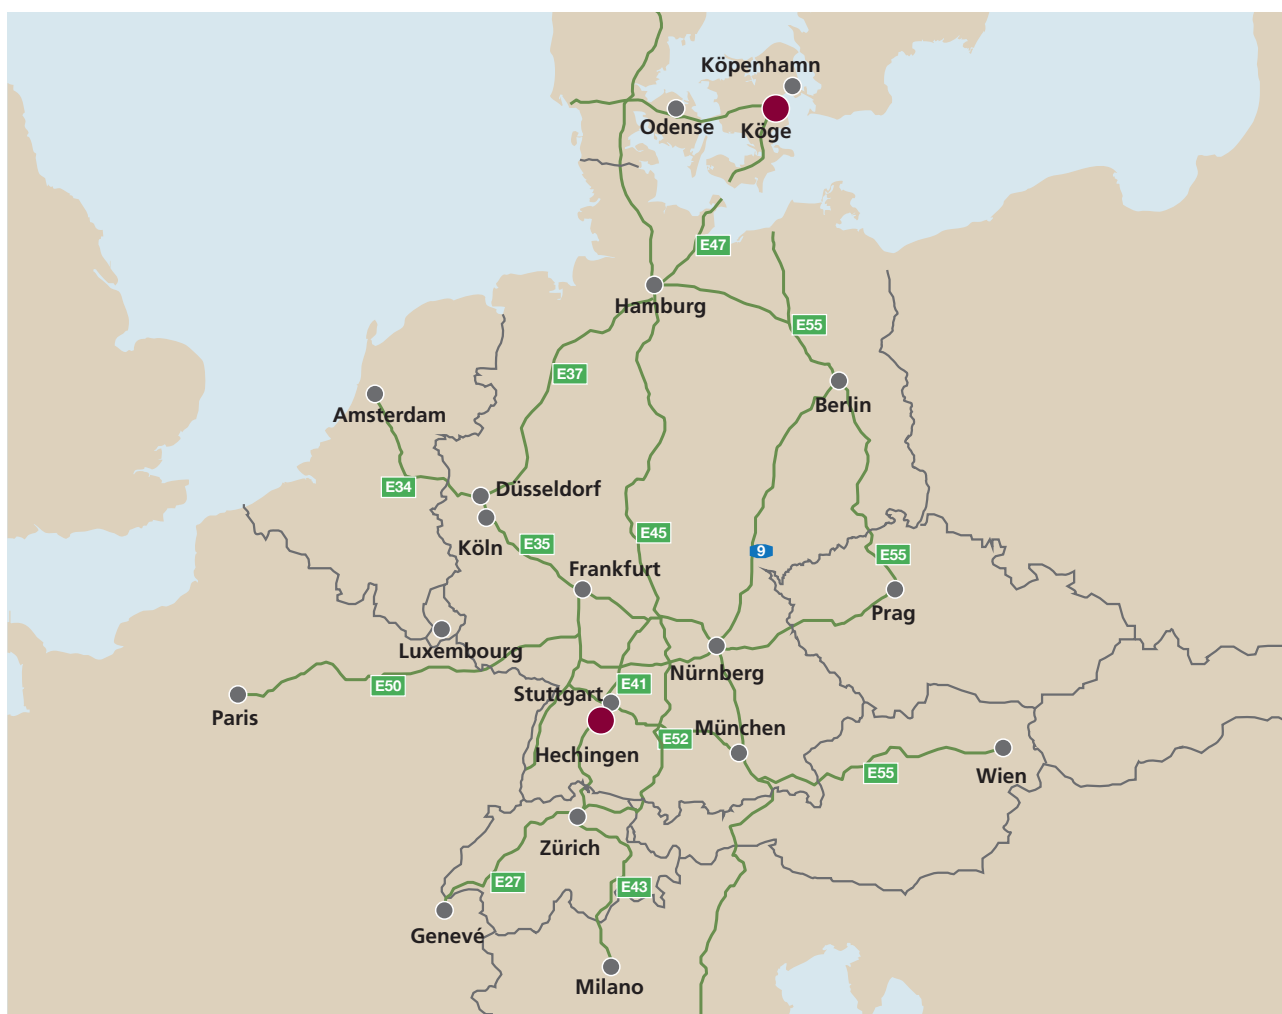 Köpenhamn
Odense
Köge
E47
Hamburg
E55
E37
Amsterdam
Berlin
E34
Düsseldorf
Köln
E35
E45
9
E55
Frankfurt
Prag
Luxembourg
Nürnberg
E50
Paris
Stuttgart
E41
Hechingen
E52
München
E55
Wien
Zürich
E27
E43
Genevé
Milano